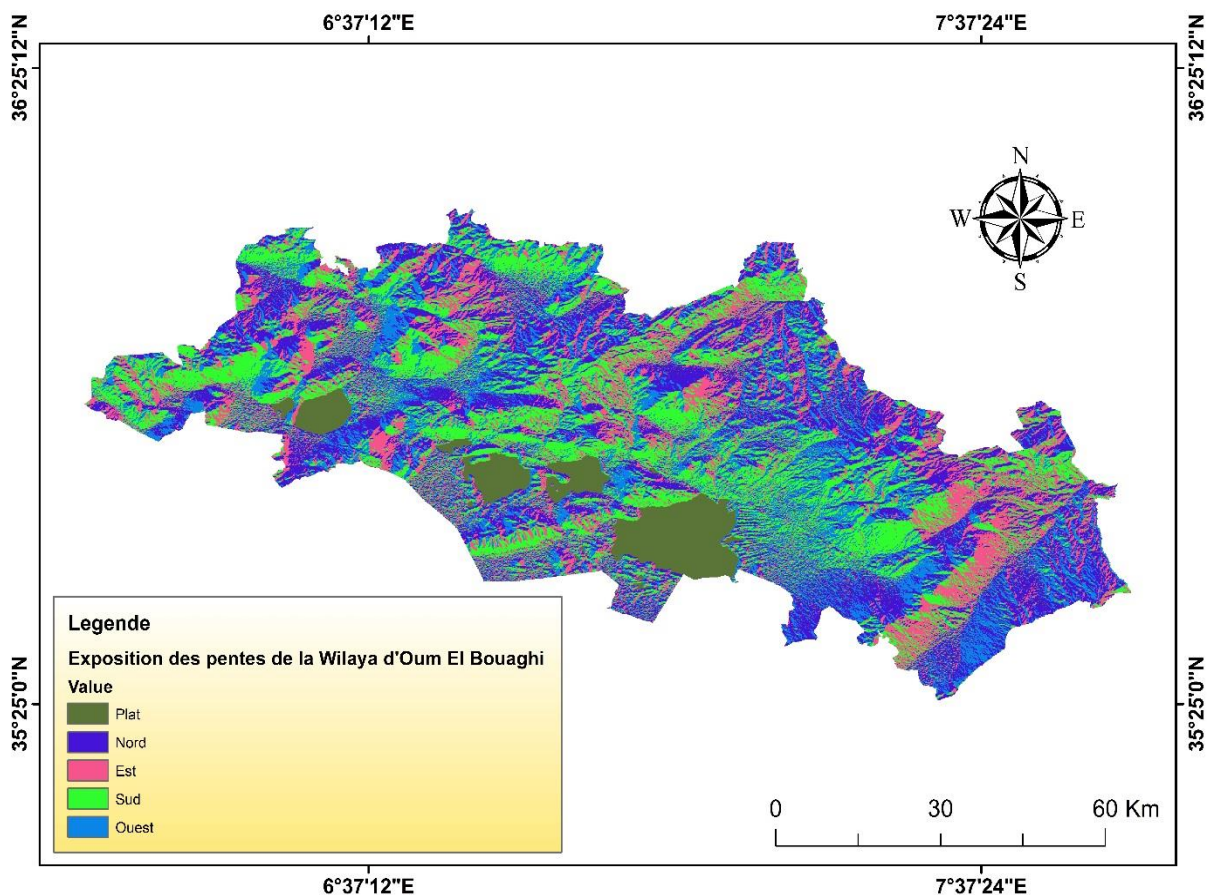 6°37'12"E 7°37'24"E
36°25'12"N 36°25'12"N
N
W E
S
Legende
Exposition des pentes de la Wilaya d'Oum El Bouaghi
Value
Plat
Nord
Est
Sud
Ouest
0 30 60 Km
35°25'0"N 35°25'0"N
6°37'12"E 7°37'24"E